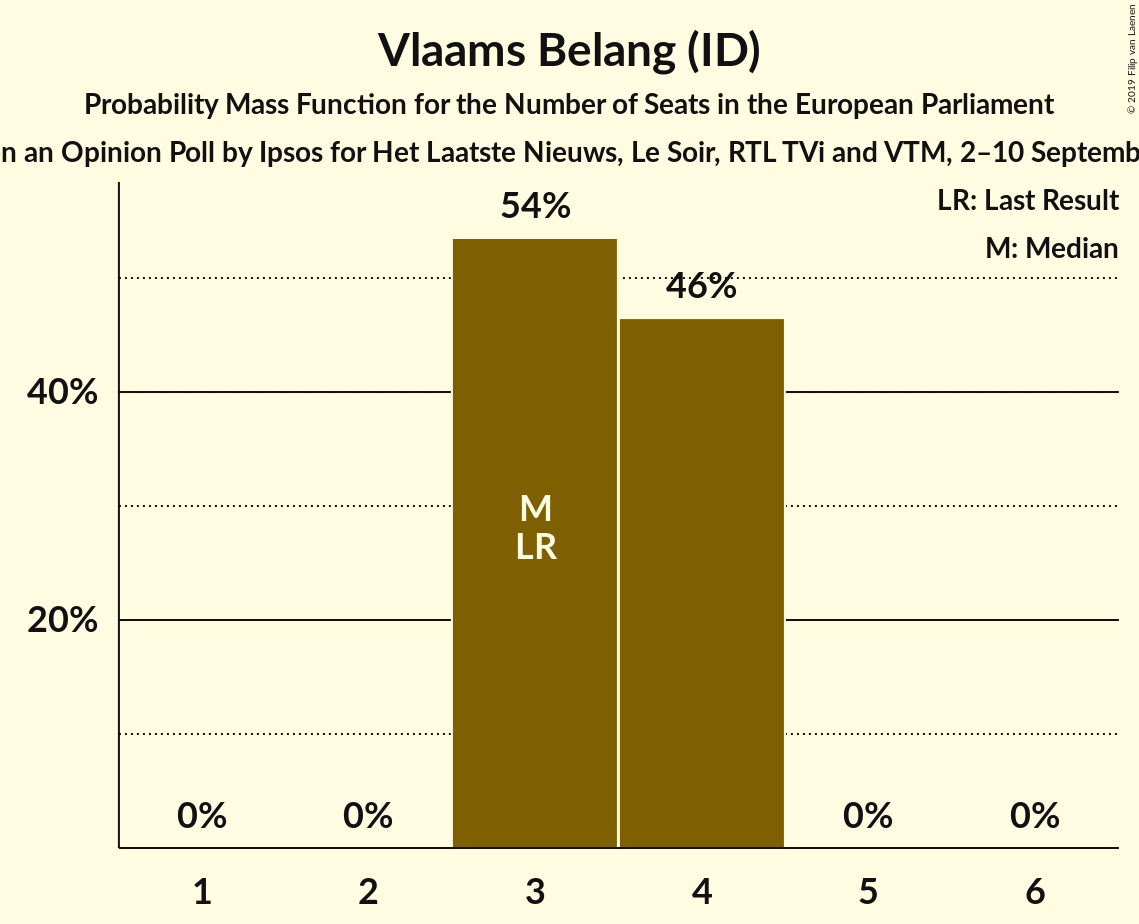 Vlaams Belang (ID)
Probability Mass Function for the Number of Seats in the European Parliament
n an Opinion Poll by Ipsos for Het Laatste Nieuws, Le Soir, RTL TVi and VTM, 2–10 Septemb
© 2019 Filip van Laenen
LR: Last Result
M: Median
54%
46%
40%
M
LR
20%
0%
0%
0%
0%
1
2
3
4
5
6